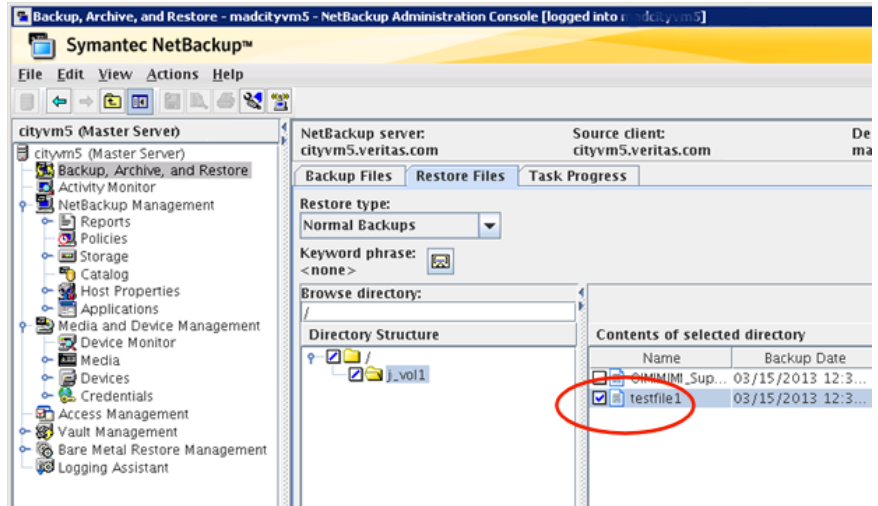 Backup, Archive, and Restore - madcityvm5 - NetBackup Administration Console [logged into
Symantec NetBackup™
File Edit View Actions Help
cityvm5 (Master Server)
cityvm5 (Master Server)
Backup, Archive, and Restore
Activity Monitor
NetBackup Management
Reports
Policies
Storage
Catalog
Host Properties
Applications
Media and Device Management
Device Monitor
Media
Devices
Credentials
Access Management
Vault Management
Bare Metal Restore Management
Logging Assistant
NetBackup server: Source client: De
cityvm5.veritas.com cityvm5.veritas.com ma
Backup Files Restore Files Task Progress
Restore type:
Normal Backups
Keyword phrase:
<none>
Browse directory:
/
Directory Structure Contents of selected directory
/ Name Backup Date
j_vol1 03/15/2013 12:3...
testfile1 03/15/2013 12:3...